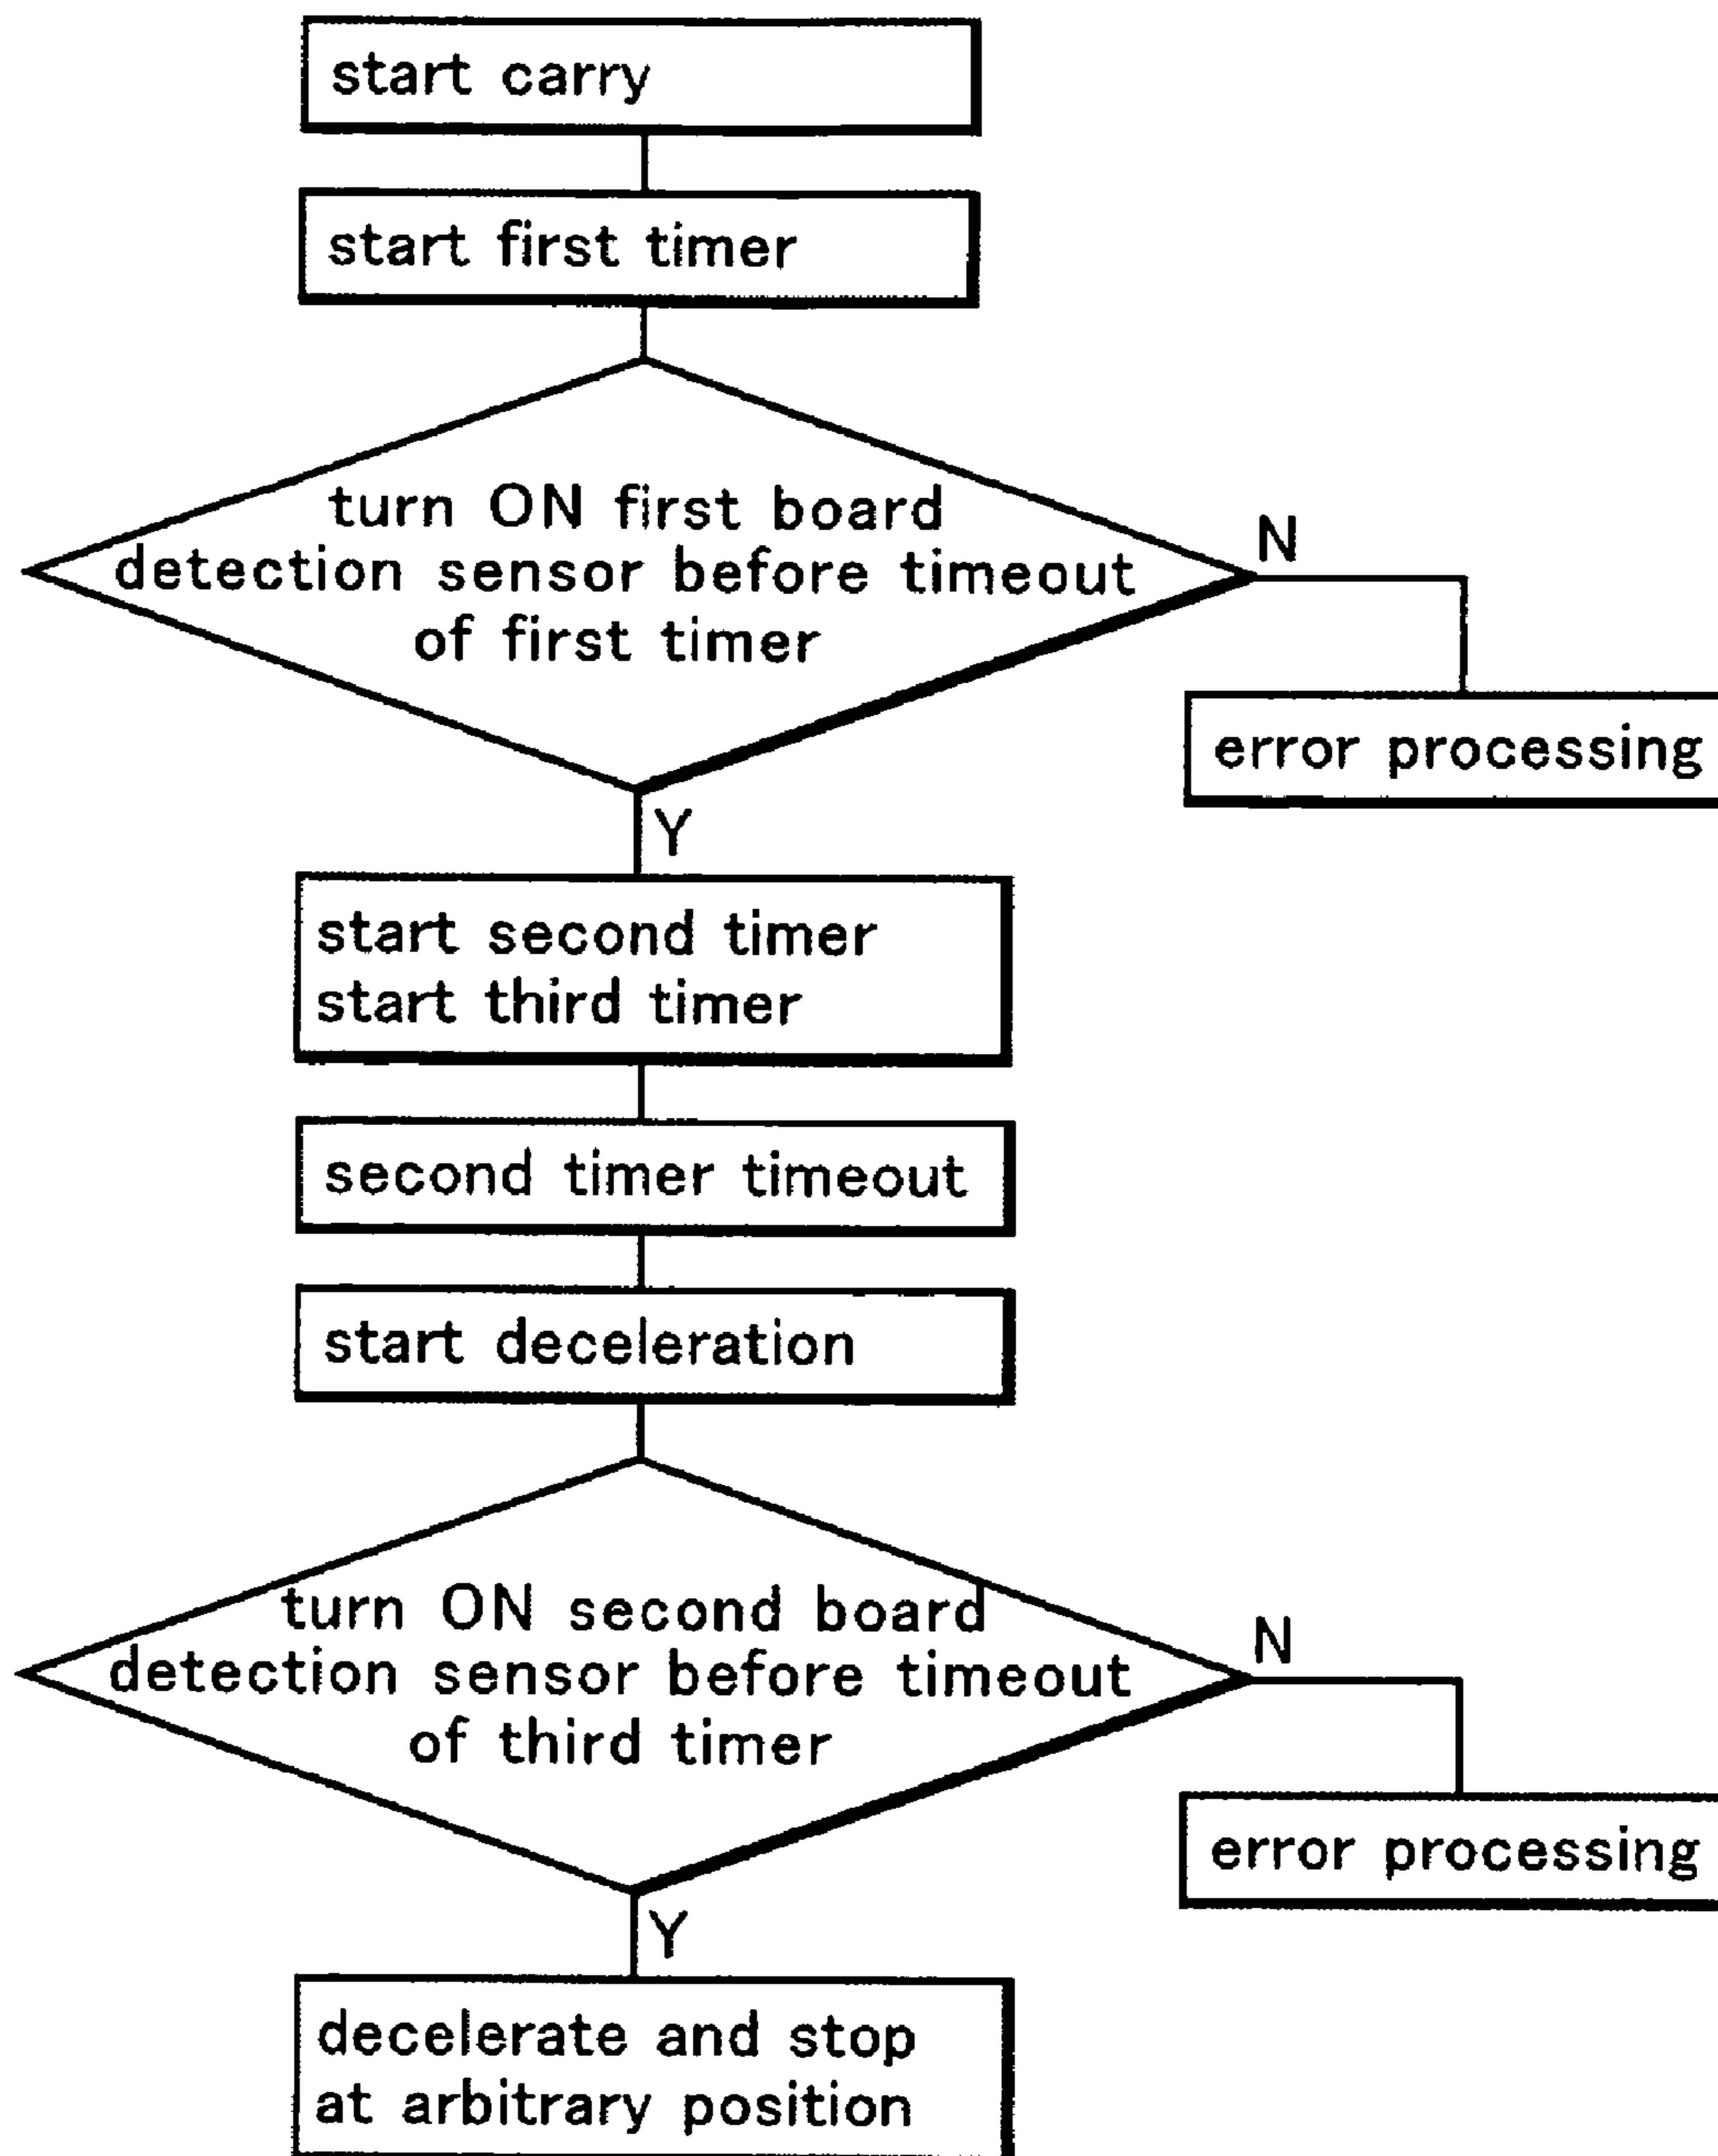 start carry
start first timer
turn ON first board
detection sensor before timeout
of first timer
N
error processing
Y
start second timer
start third timer
second timer timeout
start deceleration
turn ON second board
detection sensor before timeout
of third timer
N
error processing
Y
decelerate and stop
at arbitrary position